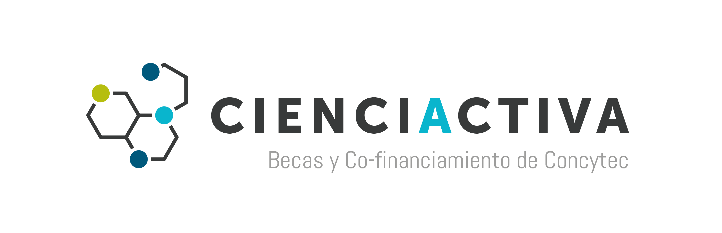 CIENCIACTIVA
Becas y Co-financiamiento de Concytec